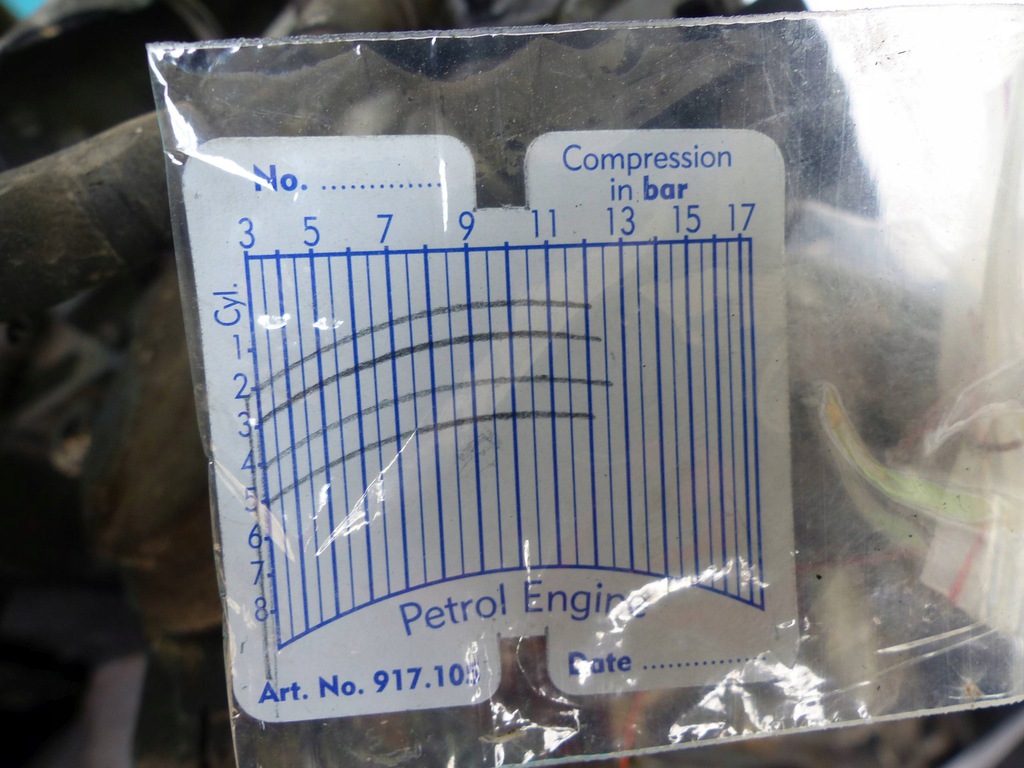 No. ..............
Compression
in bar
3 5 7 9 11 13 15 17
Cyl.
1
2
3
4
5
6
7
8
Petrol Engine
Art. No. 917.105
Date ..............